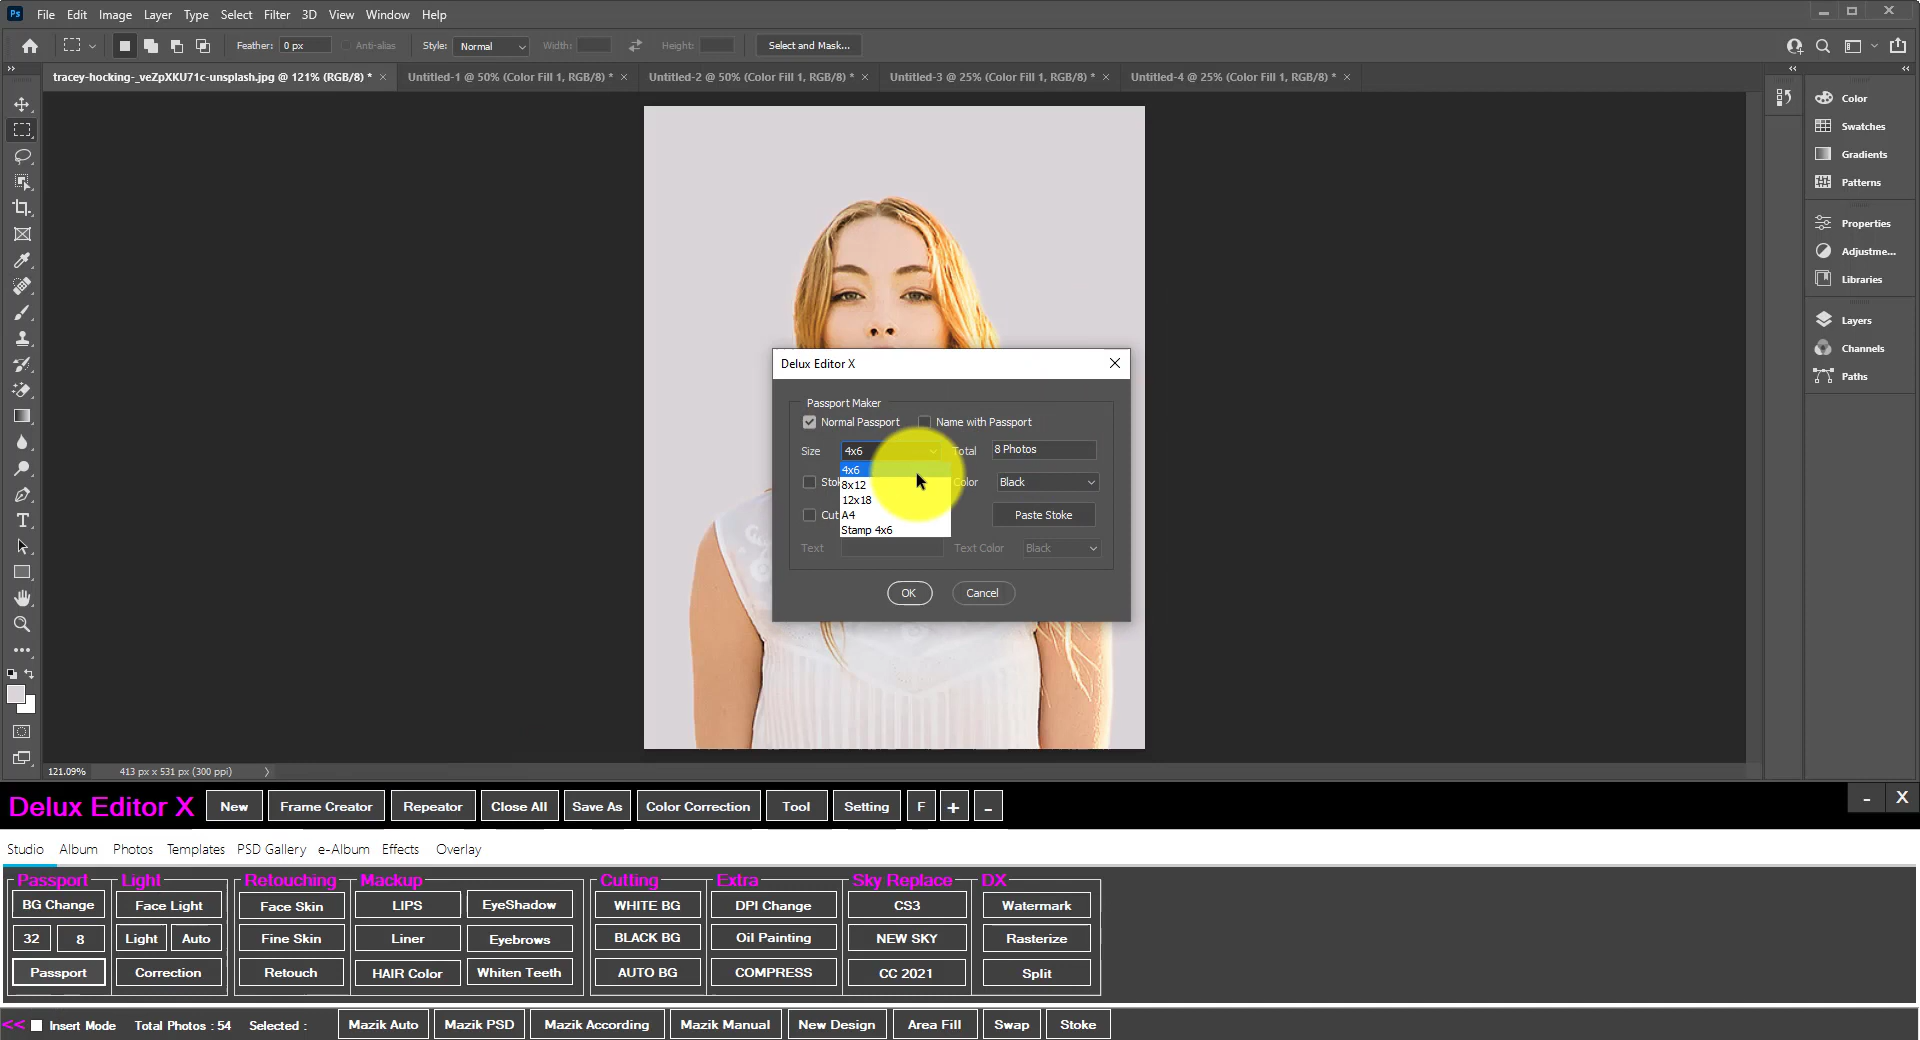 Ps File Edit Image Layer Type Select Filter 3D View Window Help
Feather: 0 px Anti-alias Style: Normal Width: Height: Select and Mask...
tracey-hocking-_veZpXKU71c-unsplash.jpg @ 121% (RGB/8) * × Untitled-1 @ 50% (Color Fill 1, RGB/8) * × Untitled-2 @ 50% (Color Fill 1, RGB/8) * × Untitled-3 @ 25% (Color Fill 1, RGB/8) * × Untitled-4 @ 25% (Color Fill 1, RGB/8) * ×
Color
Swatches
Gradients
Patterns
Properties
Adjustme...
Libraries
Layers
Channels
Paths
Delux Editor X
Passport Maker
Normal Passport Name with Passport
Size 4x6 Total 8 Photos
4x6
8x12
12x18
A4
Stamp 4x6
Stok Color Black
Cut Paste Stoke
Text Text Color Black
OK Cancel
121.09% 413 px x 531 px (300 ppi) >
Delux Editor X New Frame Creator Repeator Close All Save As Color Correction Tool Setting F + - - X
Studio Album Photos Templates PSD Gallery e-Album Effects Overlay
Passport Light Retouching Mackup Cutting Extra Sky Replace DX
BG Change Face Light Face Skin LIPS EyeShadow WHITE BG DPI Change CS3 Watermark
32 8 Light Auto Fine Skin Liner Eyebrows BLACK BG Oil Painting NEW SKY Rasterize
Passport Correction Retouch HAIR Color Whiten Teeth AUTO BG COMPRESS CC 2021 Split
<< Insert Mode Total Photos : 54 Selected : Mazik Auto Mazik PSD Mazik According Mazik Manual New Design Area Fill Swap Stoke